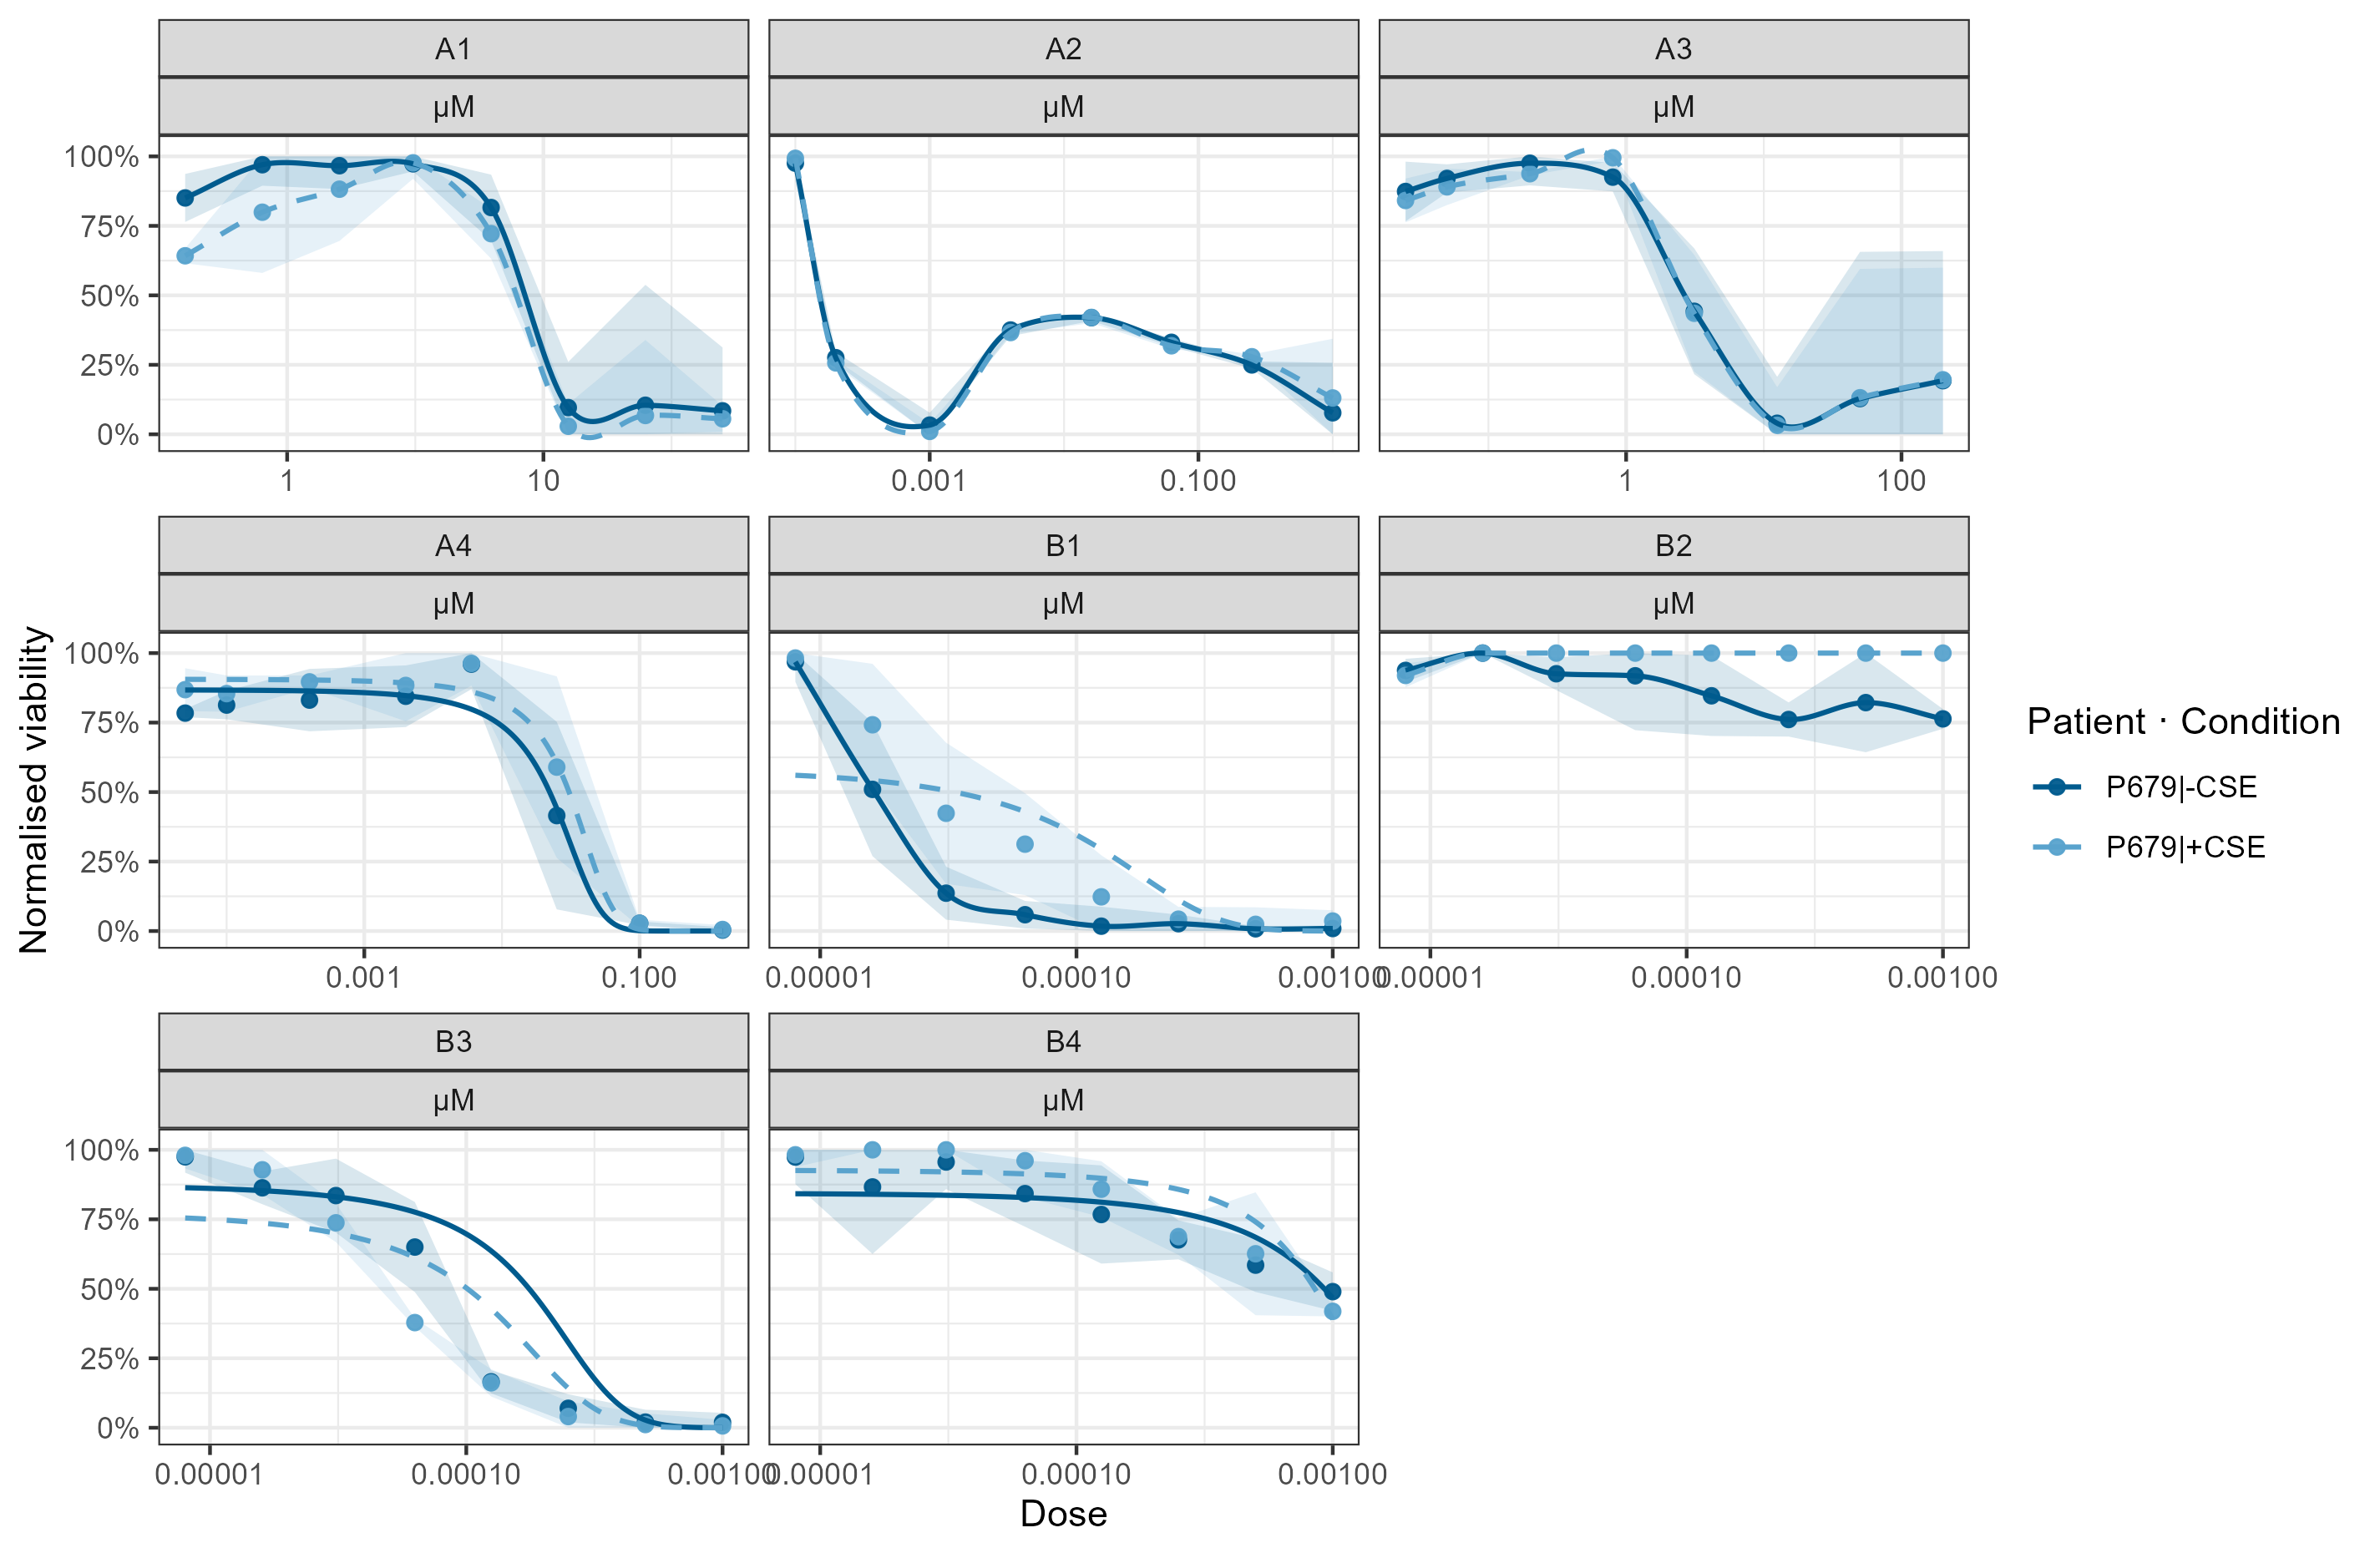 A1 A2 A3
µM µM µM
100%
75%
50%
25%
0%
1 10 0.001 0.100 1 100
A4 B1 B2
µM µM µM
100%
75%
50%
25%
0%
0.001 0.100 0.00001 0.00010 0.00100 0.00001 0.00010 0.00100
B3 B4
µM µM
100%
75%
50%
25%
0%
0.00001 0.00010 0.00100 0.00001 0.00010 0.00100
Dose
Normalised viability
Patient · Condition
P679|-CSE
P679|+CSE